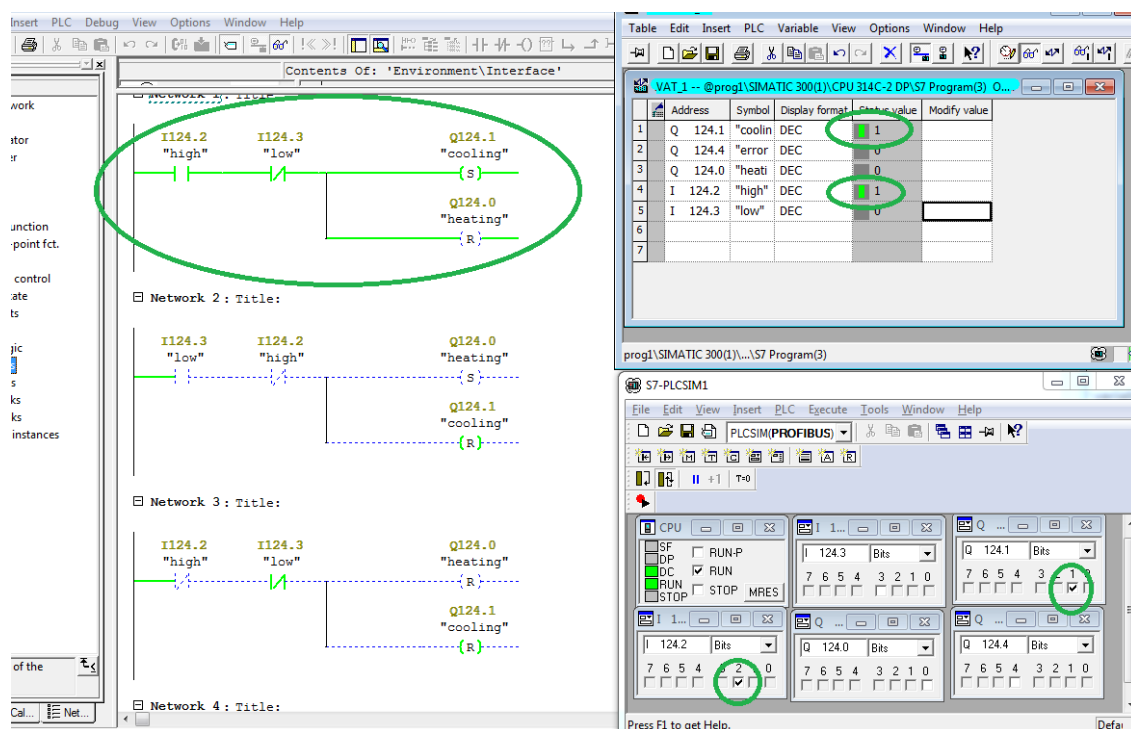 Insert PLC Debug View Options Window Help
Contents Of: 'Environment\Interface'
Network 1: Title:
I124.2 I124.3 Q124.1
"high" "low" "cooling"
S
Q124.0
"heating"
R
Network 2: Title:
I124.3 I124.2 Q124.0
"low" "high" "heating"
S
Q124.1
"cooling"
R
Network 3: Title:
I124.2 I124.3 Q124.0
"high" "low" "heating"
R
Q124.1
"cooling"
R
Network 4: Title:
work
ator
er
unction
-point fct.
control
tate
ts
gic
s
ks
ks
instances
of the
Cal... Net...
Table Edit Insert PLC Variable View Options Window Help
VAT_1 -- @prog1\SIMATIC 300(1)\CPU 314C-2 DP\S7 Program(3) O...
Address Symbol Display format Status value Modify value
1 Q 124.1 "coolin DEC 1
2 Q 124.4 "error DEC 0
3 Q 124.0 "heati DEC 0
4 I 124.2 "high" DEC 1
5 I 124.3 "low" DEC 0
6
7
prog1\SIMATIC 300(1)\...\S7 Program(3)
S7-PLCSIM1
File Edit View Insert PLC Execute Tools Window Help
PLCSIM(PROFIBUS)
+1 T=0
CPU
SF
DP
DC
RUN
STOP
RUN-P
RUN
STOP MRES
I 1...
I 124.3 Bits
7 6 5 4 3 2 1 0
Q ...
Q 124.1 Bits
7 6 5 4 3 2 1 0
I 1...
I 124.2 Bits
7 6 5 4 3 2 1 0
Q ...
Q 124.0 Bits
7 6 5 4 3 2 1 0
Q ...
Q 124.4 Bits
7 6 5 4 3 2 1 0
Press F1 to get Help.
Defa